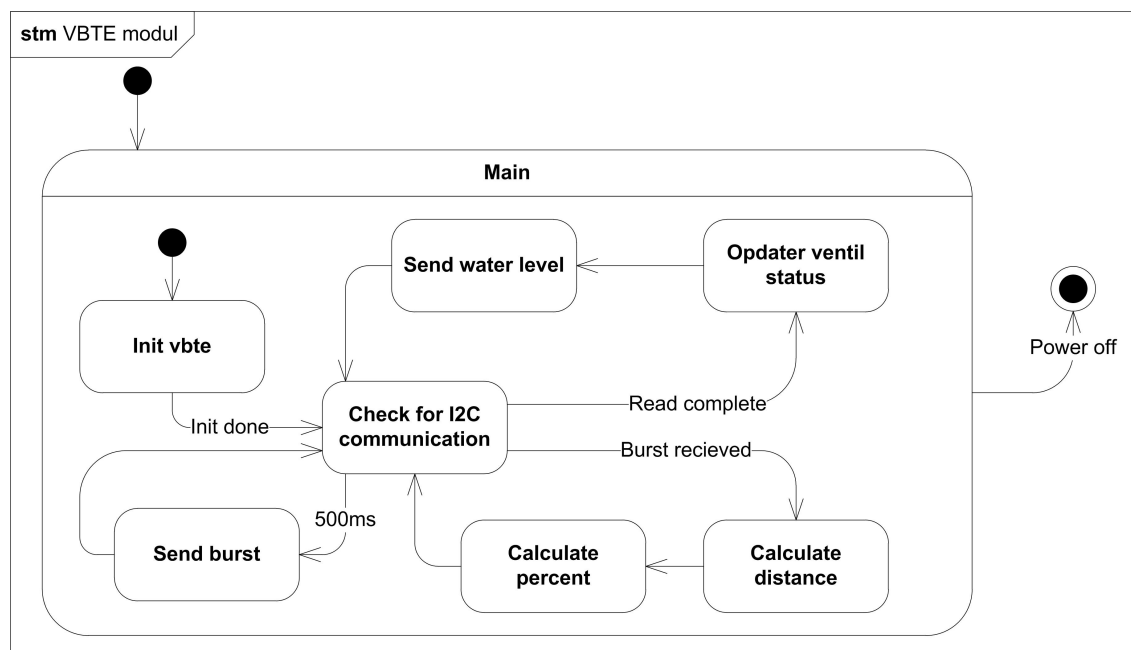 stm VBTE modul
Main
Send water level
Opdater ventil
status
Init vbte
Power off
Init done
Check for I2C
communication
Read complete
Burst recieved
500ms
Send burst
Calculate
percent
Calculate
distance